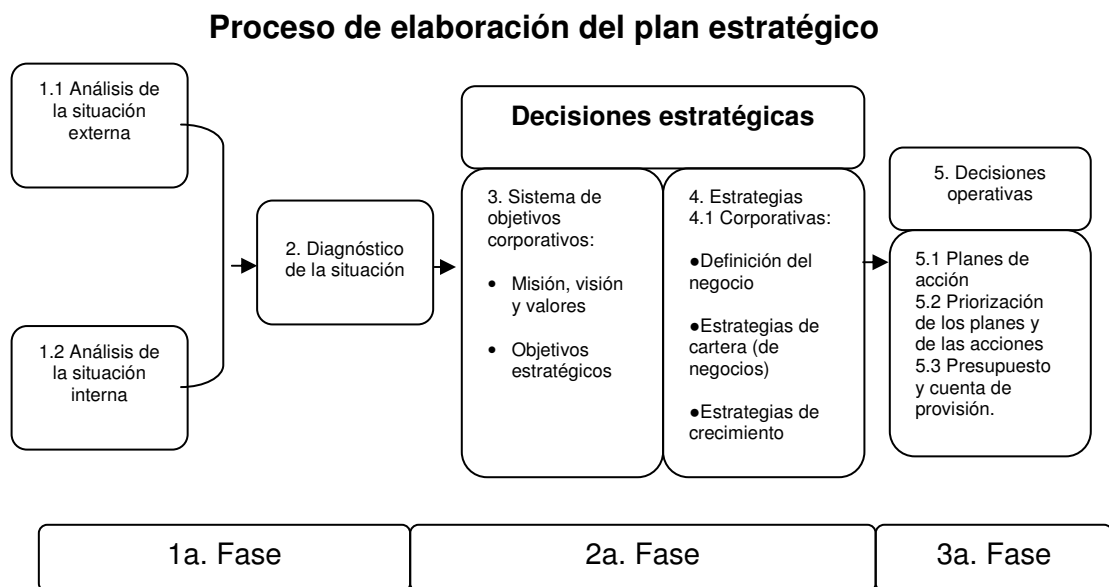 Proceso de elaboración del plan estratégico
1.1 Análisis de
la situación
externa
1.2 Análisis de
la situación
interna
2. Diagnóstico
de la situación
Decisiones estratégicas
3. Sistema de
objetivos
corporativos:
• Misión, visión
y valores
• Objetivos
estratégicos
4. Estrategias
4.1 Corporativas:
●Definición del
negocio
●Estrategias de
cartera (de
negocios)
●Estrategias de
crecimiento
5. Decisiones
operativas
5.1 Planes de
acción
5.2 Priorización
de los planes y
de las acciones
5.3 Presupuesto
y cuenta de
provisión.
1a. Fase
2a. Fase
3a. Fase